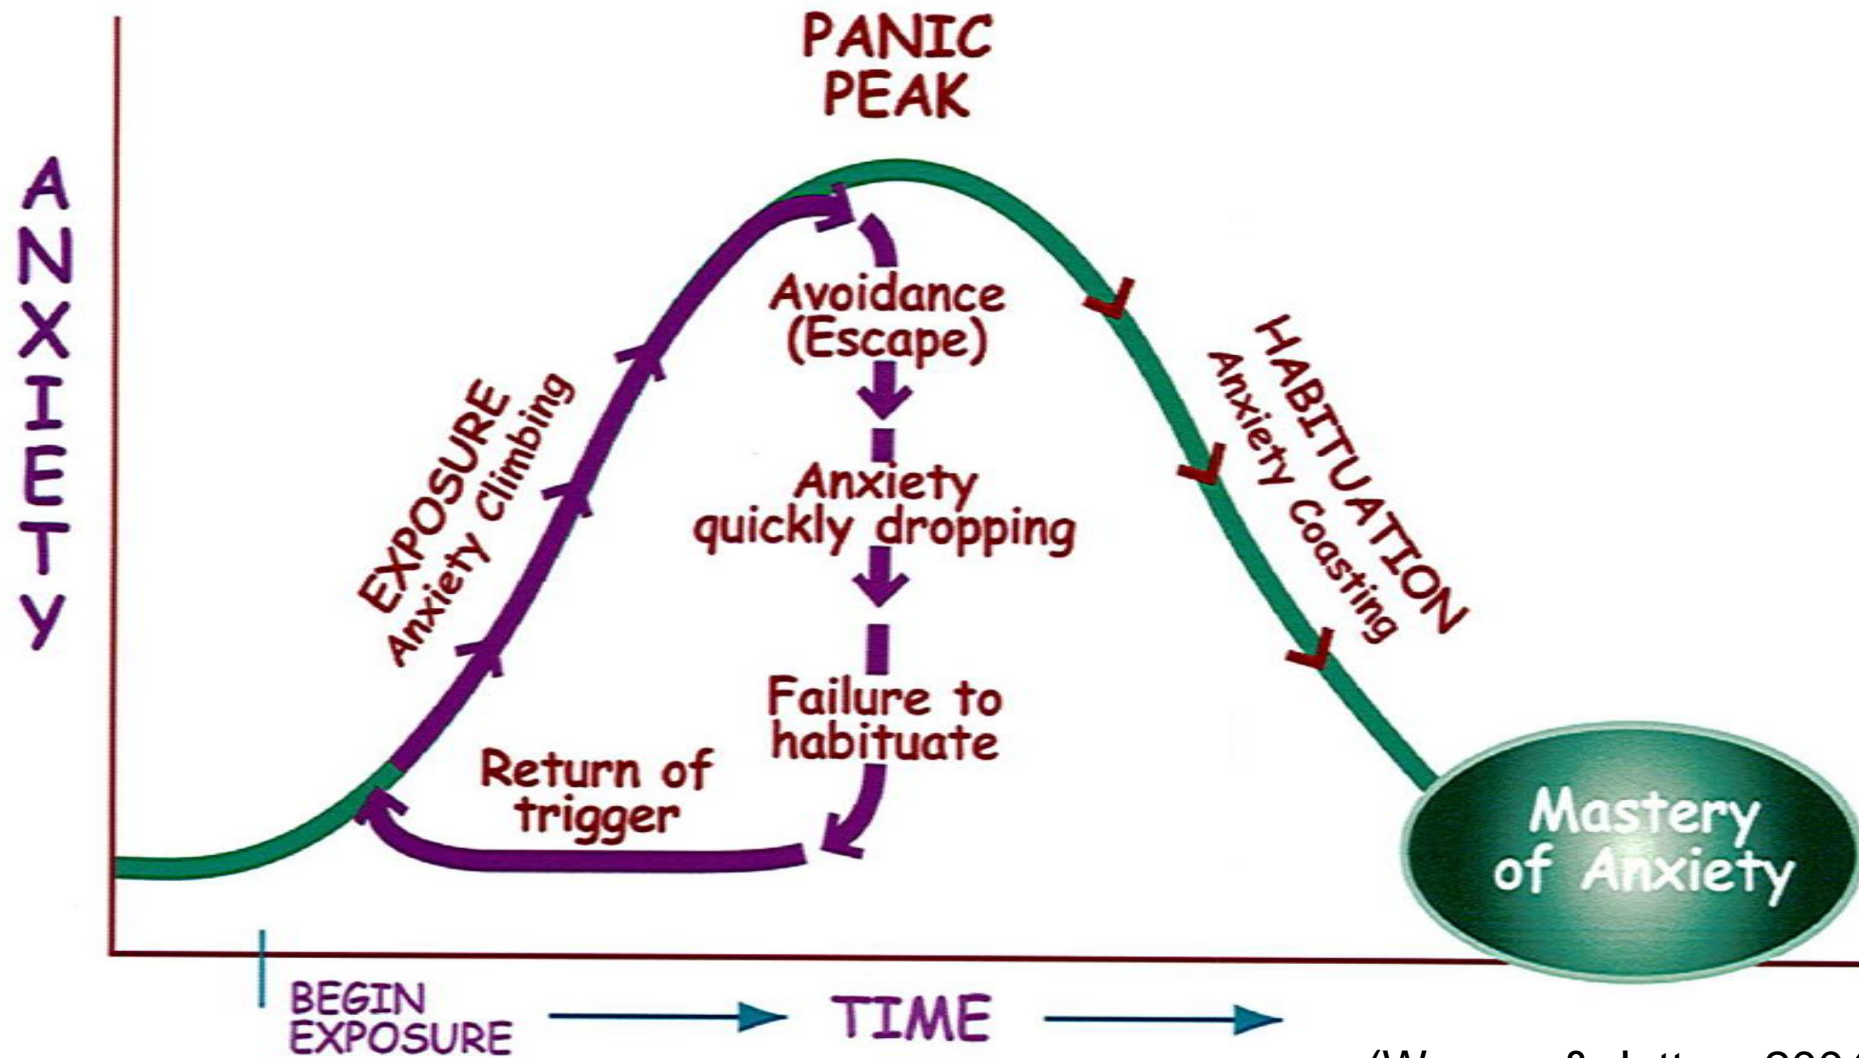 PANIC
PEAK
ANXIETY
EXPOSURE
Anxiety Climbing
Avoidance
(Escape)
Anxiety
quickly dropping
Failure to
habituate
Return of
trigger
HABITUATION
Anxiety Coasting
Mastery
of Anxiety
BEGIN
EXPOSURE
TIME